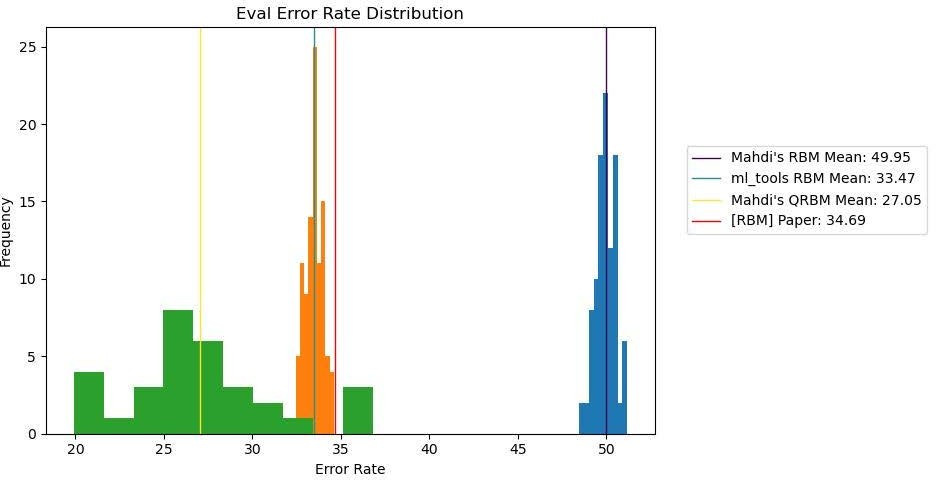 Eval Error Rate Distribution
25
20
15
10
5
0
Frequency
20 25 30 35 40 45 50
Error Rate
Mahdi's RBM Mean: 49.95
ml_tools RBM Mean: 33.47
Mahdi's QRBM Mean: 27.05
[RBM] Paper: 34.69